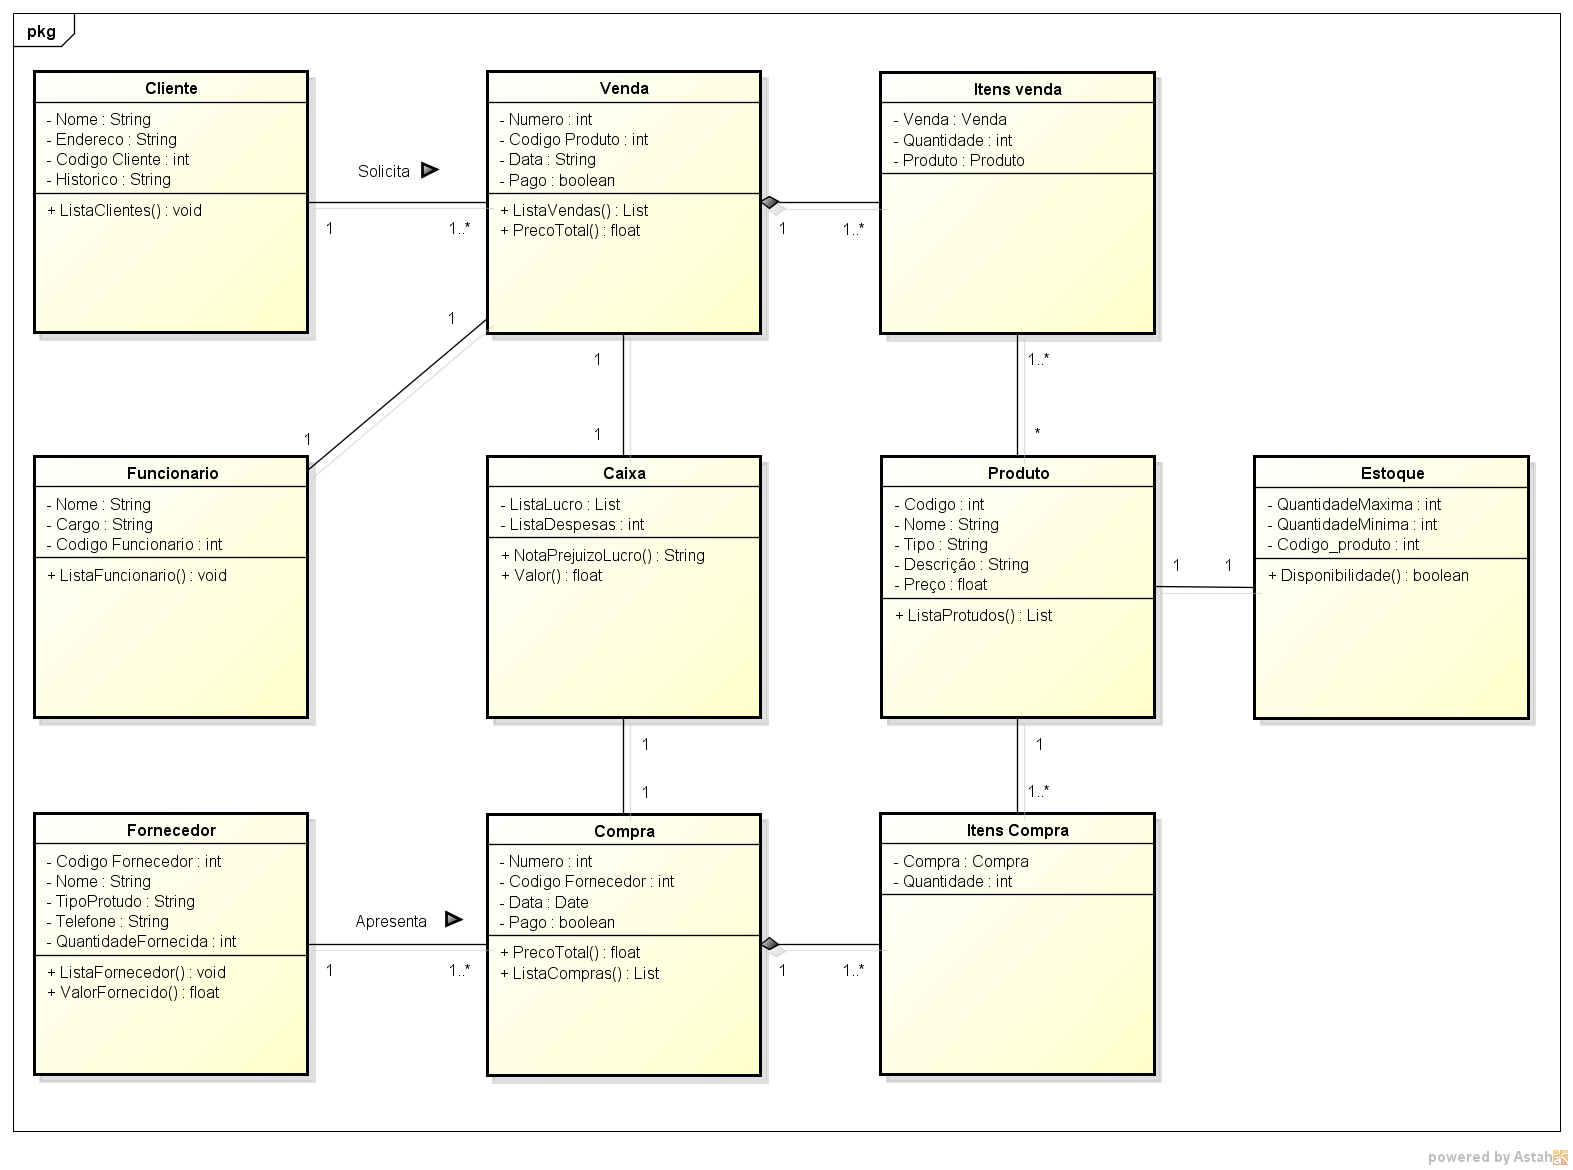 pkg
Cliente
- Nome : String
- Endereco : String
- Codigo Cliente : int
- Historico : String
+ ListaClientes() : void
Solicita
1
1..*
Venda
- Numero : int
- Codigo Produto : int
- Data : String
- Pago : boolean
+ ListaVendas() : List
+ PrecoTotal() : float
1
1..*
Itens venda
- Venda : Venda
- Quantidade : int
- Produto : Produto
1
1
1
1
1..*
*
Funcionario
- Nome : String
- Cargo : String
- Codigo Funcionario : int
+ ListaFuncionario() : void
Caixa
- ListaLucro : List
- ListaDespesas : int
+ NotaPrejuizoLucro() : String
+ Valor() : float
Produto
- Codigo : int
- Nome : String
- Tipo : String
- Descrição : String
- Preço : float
+ ListaProtudos() : List
1
1
Estoque
- QuantidadeMaxima : int
- QuantidadeMinima : int
- Codigo_produto : int
+ Disponibilidade() : boolean
1
1
1
1..*
Fornecedor
- Codigo Fornecedor : int
- Nome : String
- TipoProtudo : String
- Telefone : String
- QuantidadeFornecida : int
+ ListaFornecedor() : void
+ ValorFornecido() : float
Apresenta
1
1..*
Compra
- Numero : int
- Codigo Fornecedor : int
- Data : Date
- Pago : boolean
+ PrecoTotal() : float
+ ListaCompras() : List
1
1..*
Itens Compra
- Compra : Compra
- Quantidade : int
powered by Astah